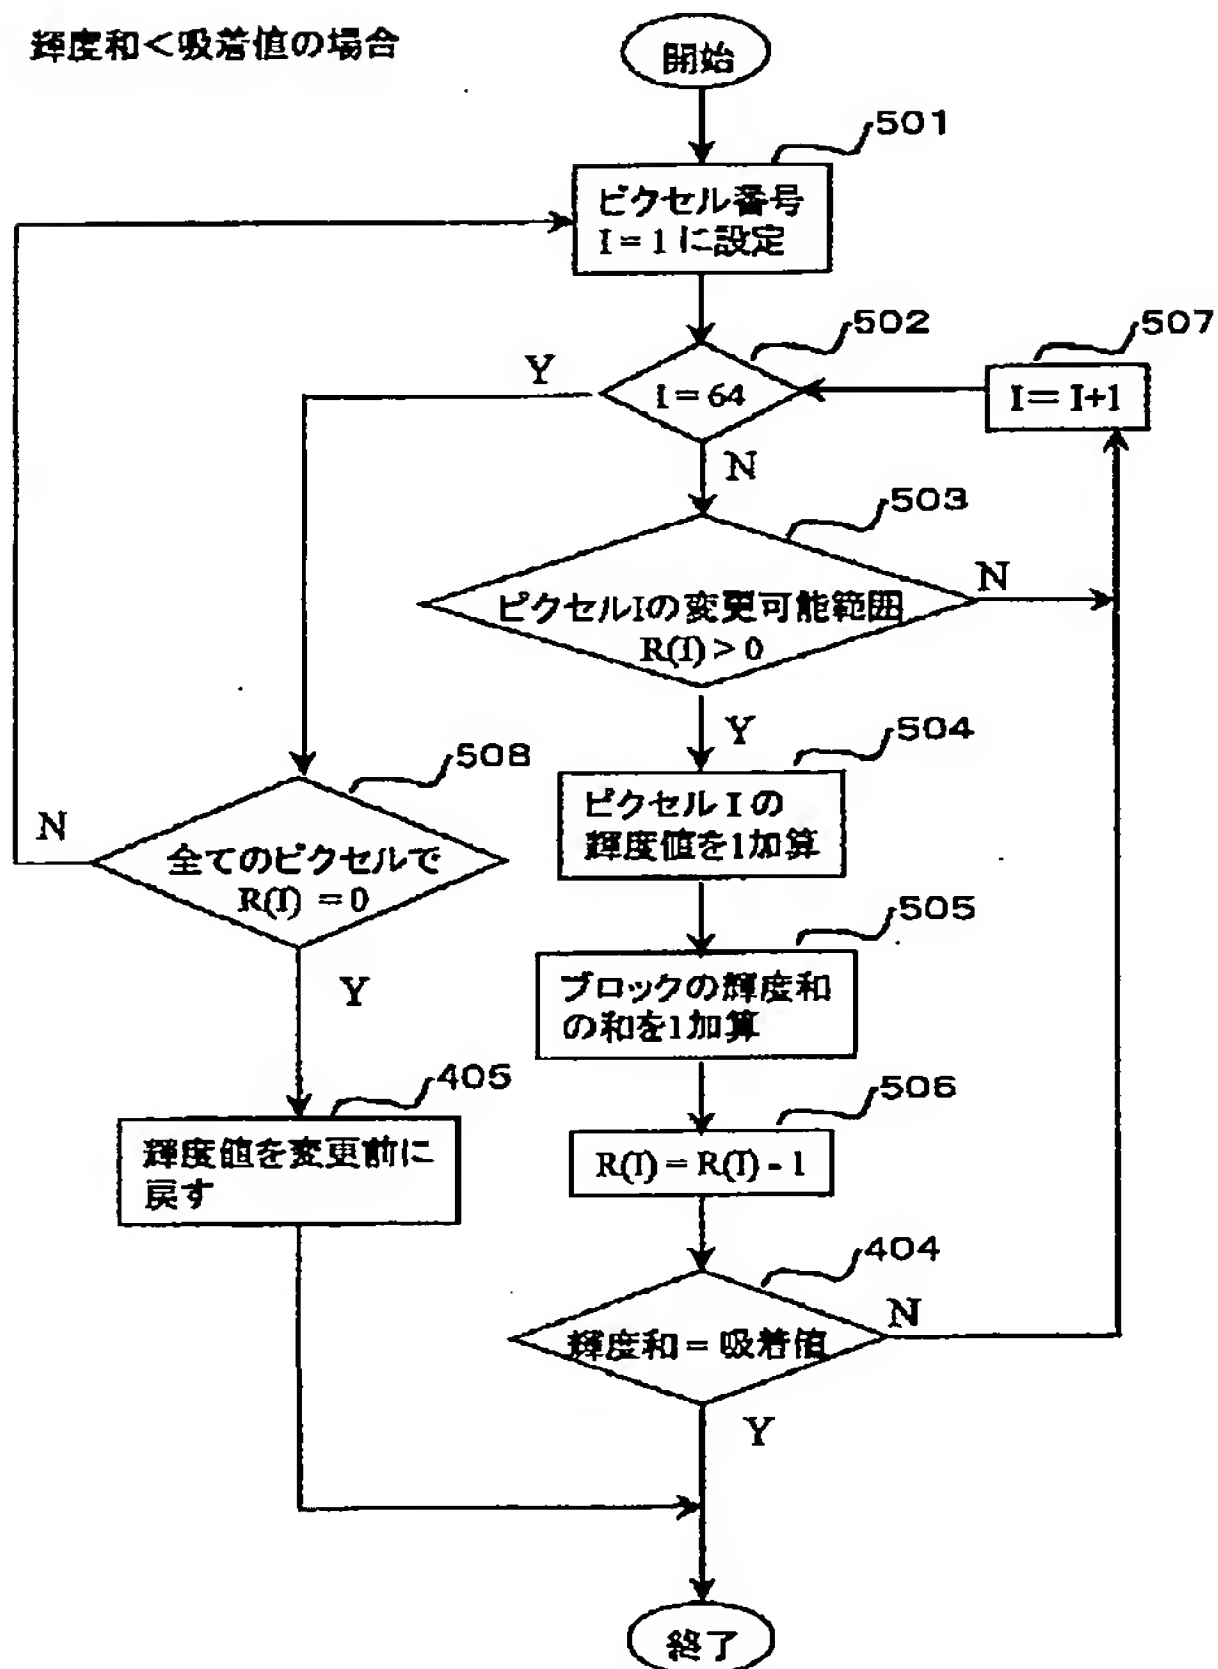 輝度和<吸着値の場合
開始
501
ピクセル番号
I = 1 に設定
502
507
Y
I = 64
I = I+1
N
503
N
ピクセルIの変更可能範囲
R(I) > 0
Y
504
508
ピクセル I の
輝度値を1加算
N
全てのピクセルで
R(I) = 0
505
Y
ブロックの輝度和
の和を1加算
405
506
輝度値を変更前に
戻す
R(I) = R(I) - 1
404
N
輝度和 = 吸着値
Y
終了